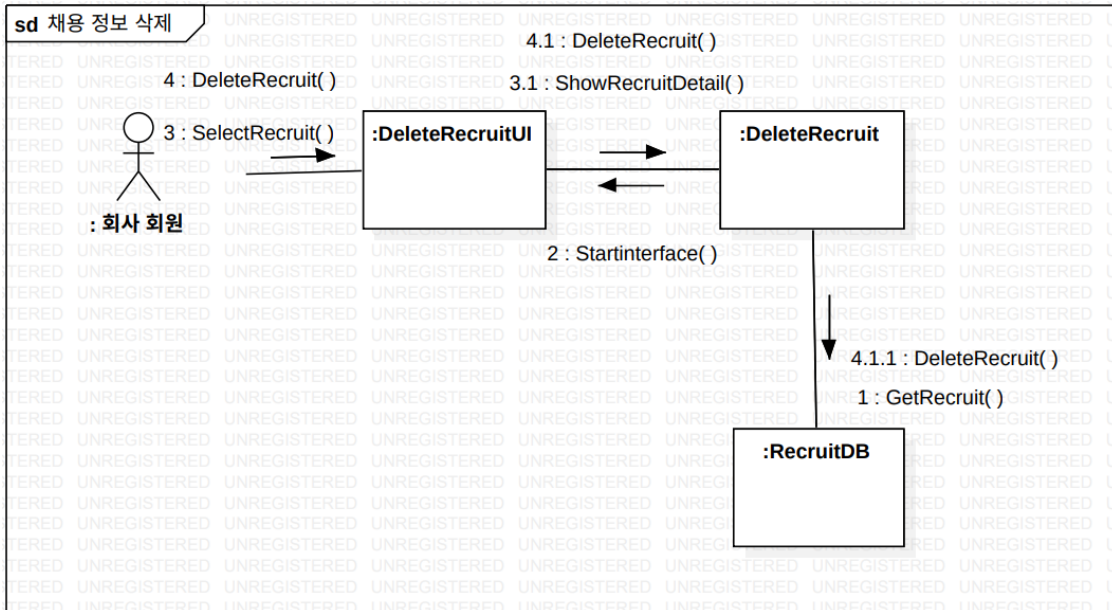 sd 채용 정보 삭제
4.1 : DeleteRecruit( )
4 : DeleteRecruit( )
3.1 : ShowRecruitDetail( )
3 : SelectRecruit( )
:DeleteRecruitUI
:DeleteRecruit
: 회사 회원
2 : Startinterface( )
4.1.1 : DeleteRecruit( )
1 : GetRecruit( )
:RecruitDB
UNREGISTERED